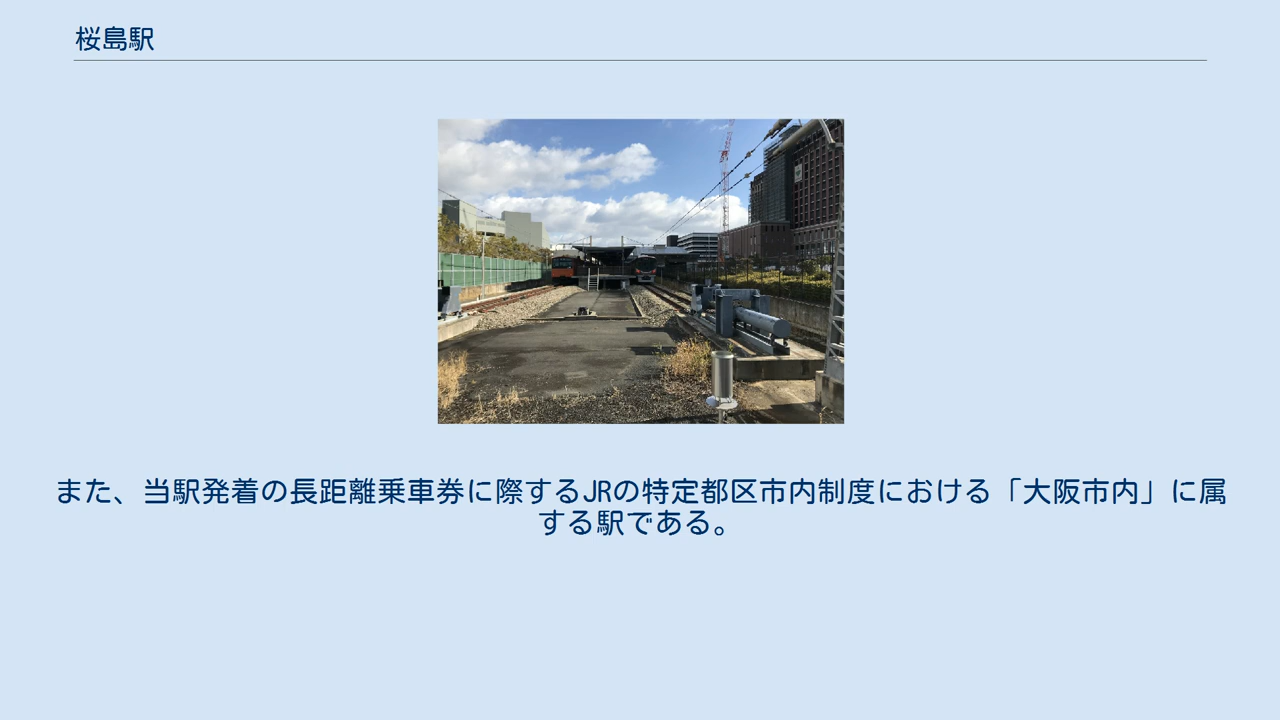 桜島駅
また、当駅発着の長距離乗車券に際するJRの特定都区市内制度における「大阪市内」に属
する駅である。